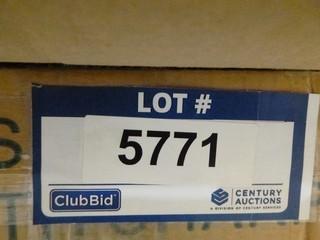 LOT #
5771
ClubBid
CENTURY
AUCTIONS
A DIVISION OF CENTURY SERVICES